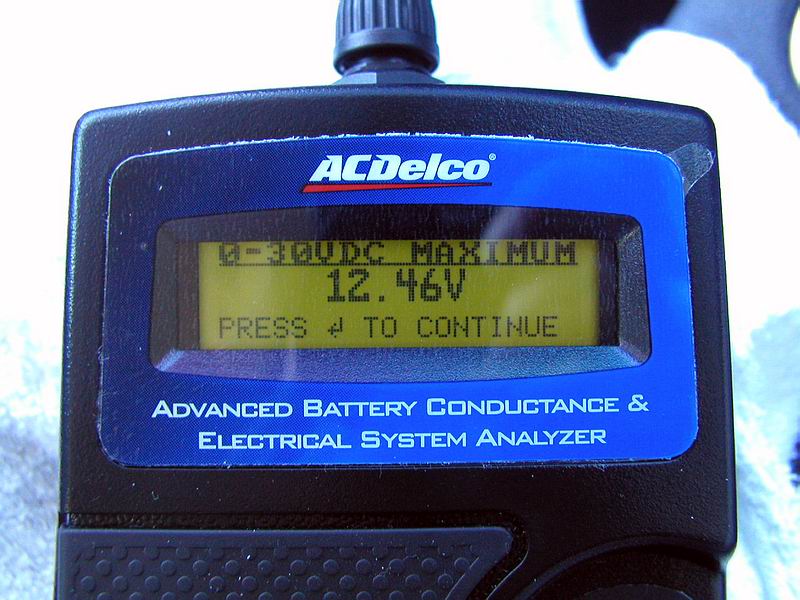 ACDelco®
0-30VDC MAXIMUM
12.46V
PRESS ↵ TO CONTINUE
ADVANCED BATTERY CONDUCTANCE &
ELECTRICAL SYSTEM ANALYZER